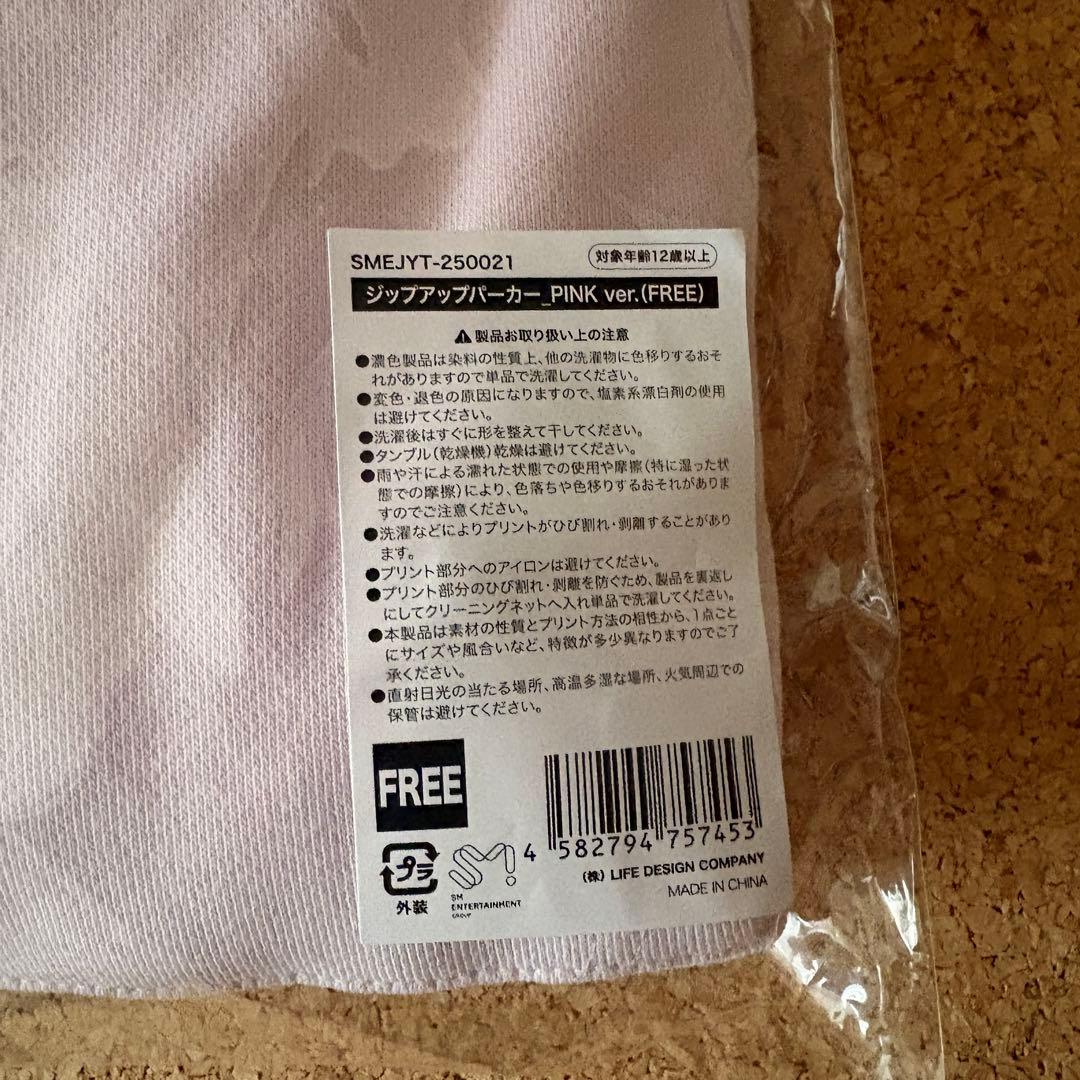 SMEJYT-250021
対象年齢12歳以上
ジップアップパーカー_PINK ver.(FREE)
製品お取り扱い上の注意
●濃色製品は染料の性質上、他の洗濯物に色移りするおそ
れがありますので単品で洗濯してください。
●変色・退色の原因になりますので、塩素系漂白剤の使用
は避けてください。
●洗濯後はすぐに形を整えて干してください。
●タンブル(乾燥機)乾燥は避けてください。
●雨や汗による濡れた状態での使用や摩擦(特に湿った状
態での摩擦)により、色落ちや色移りするおそれがありま
すのでご注意ください。
●洗濯などによりプリントがひび割れ・剥離することがあり
ます。
●プリント部分へのアイロンは避けてください。
●プリント部分のひび割れ・剥離を防ぐため、製品を裏返し
にしてクリーニングネットへ入れ単品で洗濯してください。
●本製品は素材の性質とプリント方法の相性から、1点ごと
にサイズや風合いなど、特徴が多少異なりますのでご了
承ください。
●直射日光の当たる場所、高温多湿な場所、火気周辺での
保管は避けてください。
FREE
4 582794 757453
プラ
外装
SM
ENTERTAINMENT
GROUP
(株) LIFE DESIGN COMPANY
MADE IN CHINA